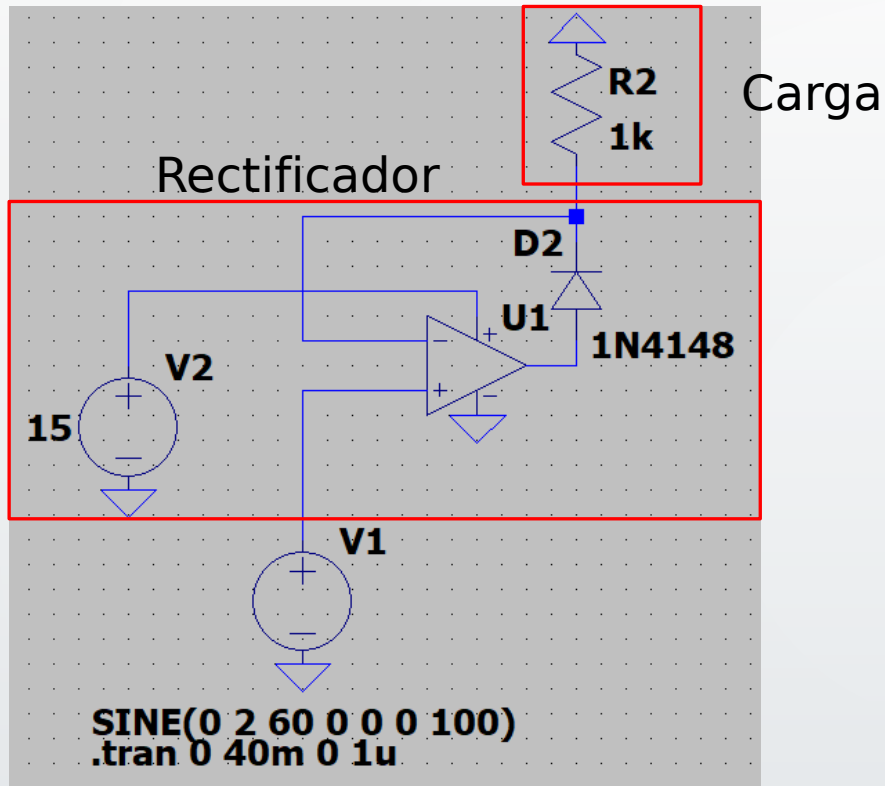 R2
Carga
1k
Rectificador
D2
U1
1N4148
V2
15
V1
SINE(0 2 60 0 0 0 100)
.tran 0 40m 0 1u